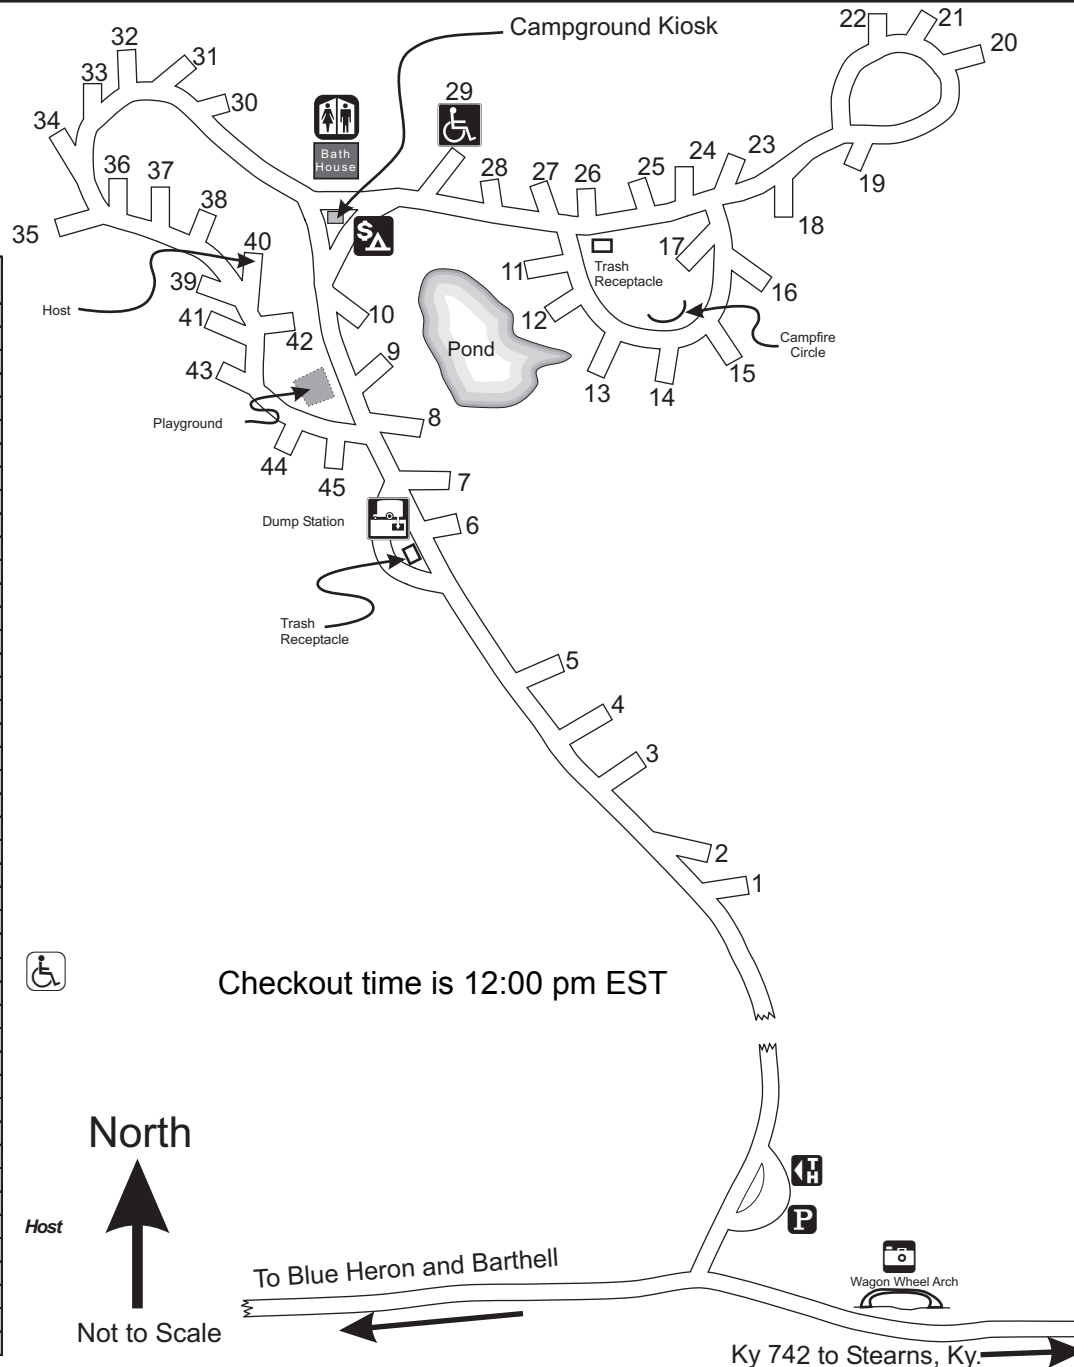 Campground Kiosk
22
21
20
32
31
33
30
34
29
Bath
House
28
27
26
25
24
23
19
18
36
37
38
35
40
$
17
Trash
Receptacle
11
16
39
Host
12
10
41
42
Campfire
Circle
Pond
9
43
15
13
14
Playground
8
44
45
7
Dump Station
6
Trash
Receptacle
5
4
3
2
1
Checkout time is 12:00 pm EST
North
TH
P
Host
To Blue Heron and Barthell
Wagon Wheel Arch
Not to Scale
Ky 742 to Stearns, Ky.